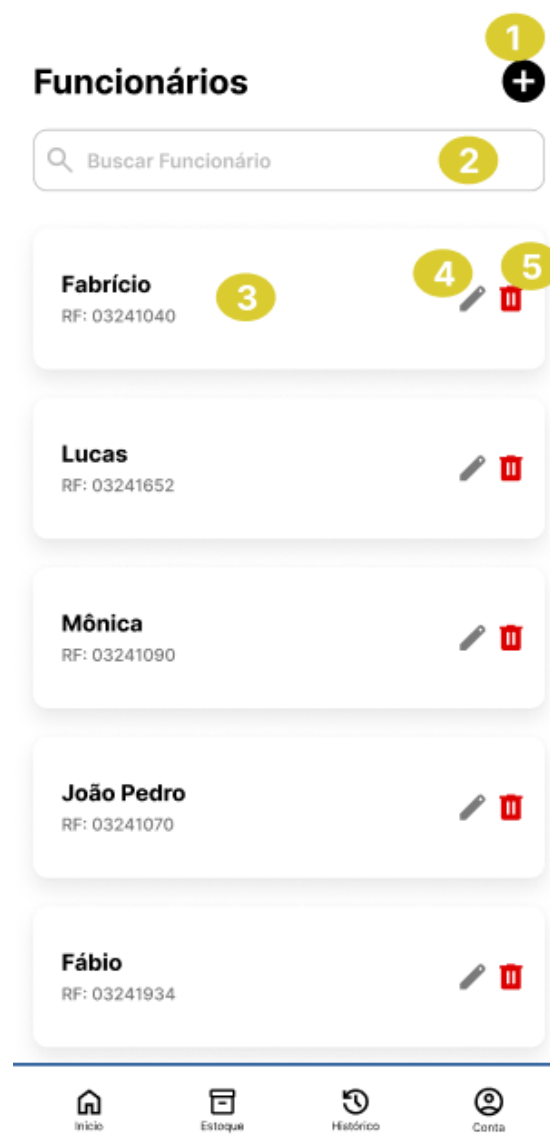 1
Funcionários
Buscar Funcionário 2
4 5
Fabrício 3
RF: 03241040
Lucas
RF: 03241652
Mônica
RF: 03241090
João Pedro
RF: 03241070
Fábio
RF: 03241934
Início Estoque Histórico Conta